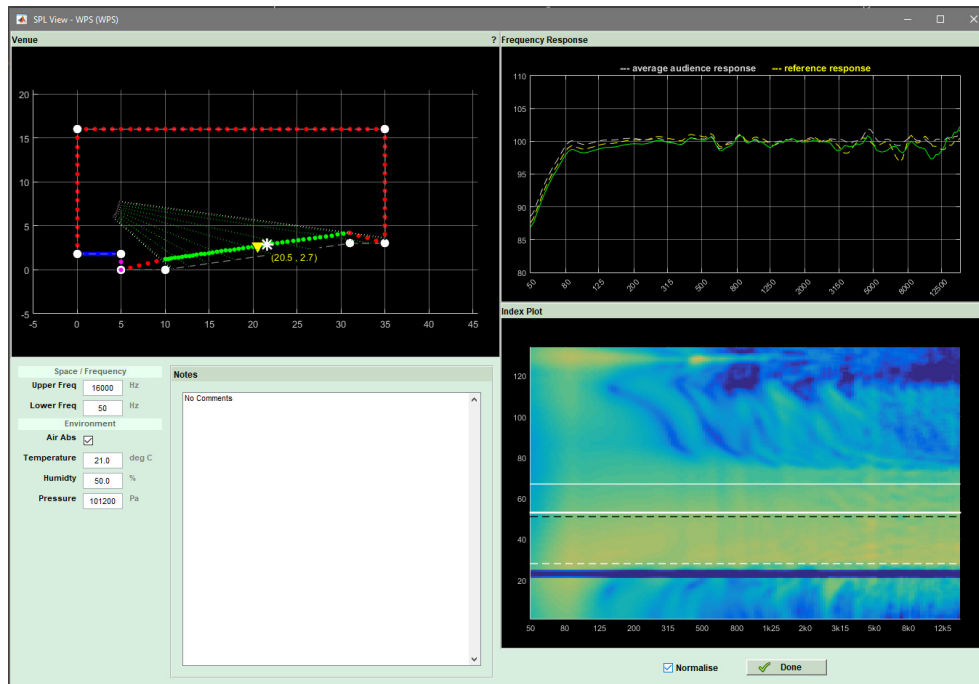 SPL View - WPS (WPS)
Venue
?
20
15
10
5
0
-5
(20.5 , 2.7)
-5 0 5 10 15 20 25 30 35 40 45
Frequency Response
--- average audience response --- reference response
110
105
100
95
90
85
80
50 80 125 200 315 500 800 1250 2000 3150 5000 8000 12500
Index Plot
120
100
80
60
40
20
50 80 125 200 315 500 800 1k25 2k0 3k15 5k0 8k0 12k5
Space / Frequency
Upper Freq 16000 Hz
Lower Freq 50 Hz
Environment
Air Abs
Temperature 21.0 deg C
Humidty 50.0 %
Pressure 101200 Pa
Notes
No Comments
Normalise
Done